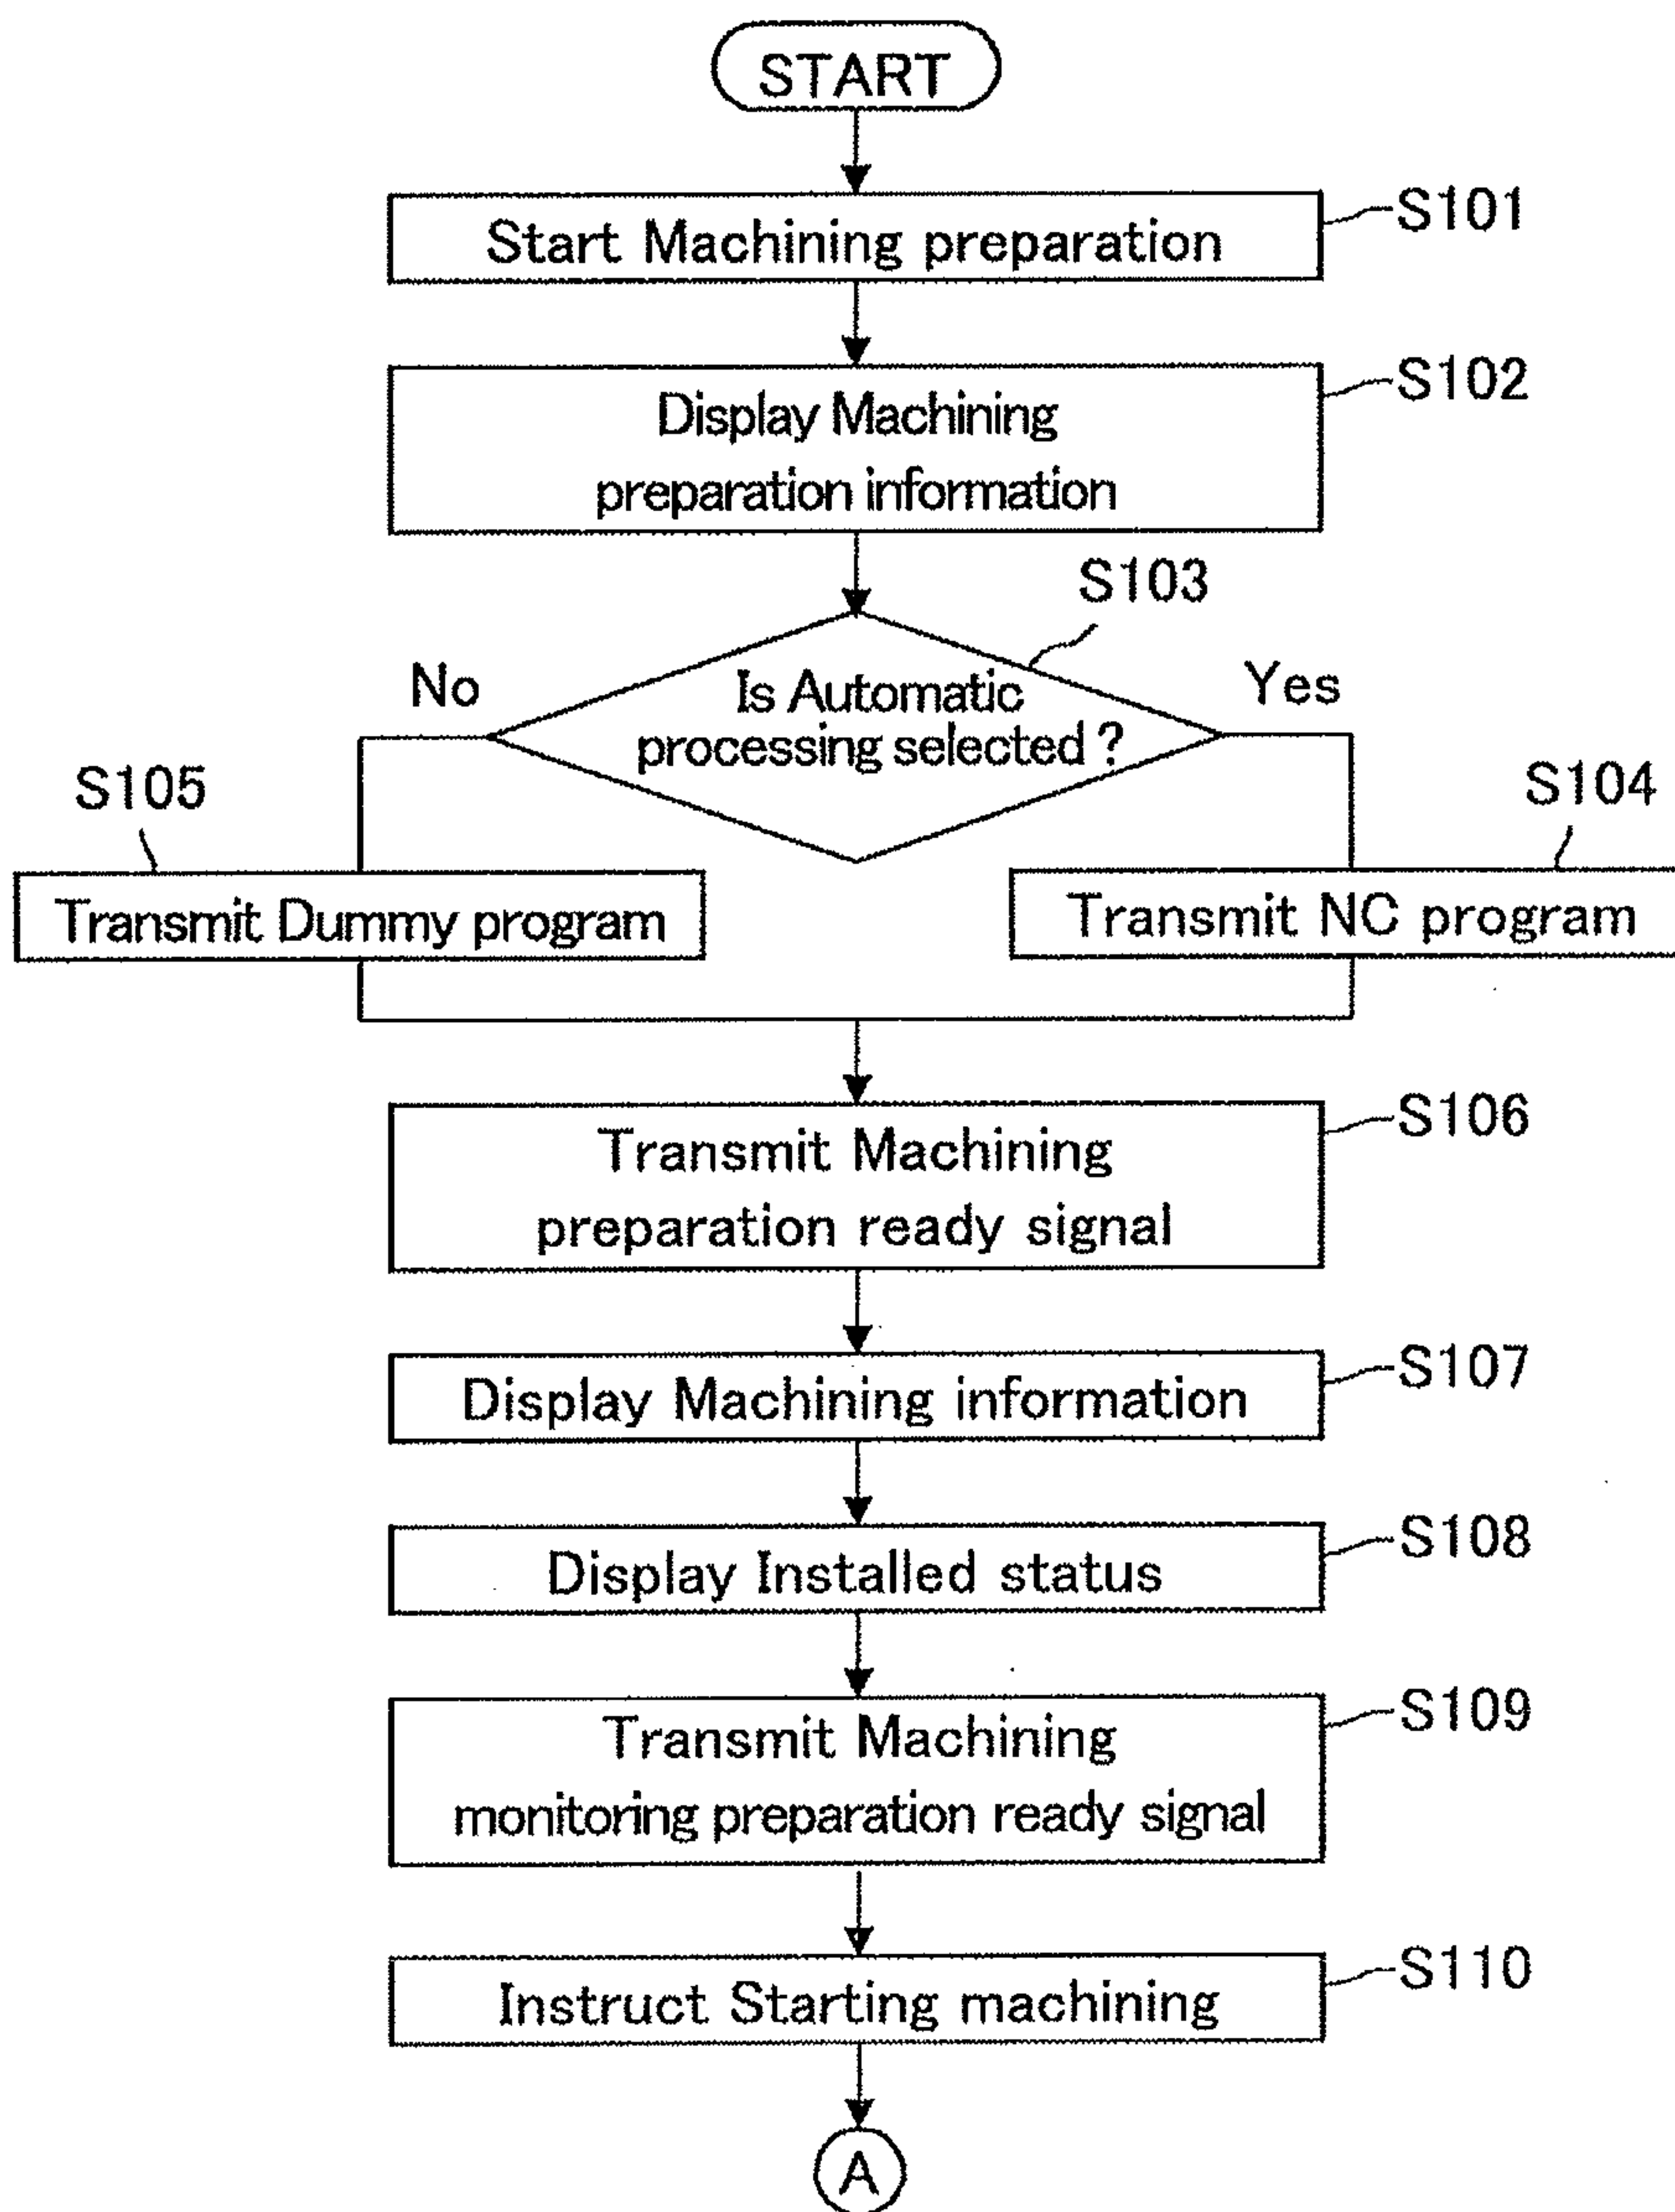 START
Start Machining preparation
S101
Display Machining
preparation information
S102
S103
Is Automatic
processing selected?
No
Yes
S105
Transmit Dummy program
S104
Transmit NC program
Transmit Machining
preparation ready signal
S106
Display Machining information
S107
Display Installed status
S108
Transmit Machining
monitoring preparation ready signal
S109
Instruct Starting machining
S110
A